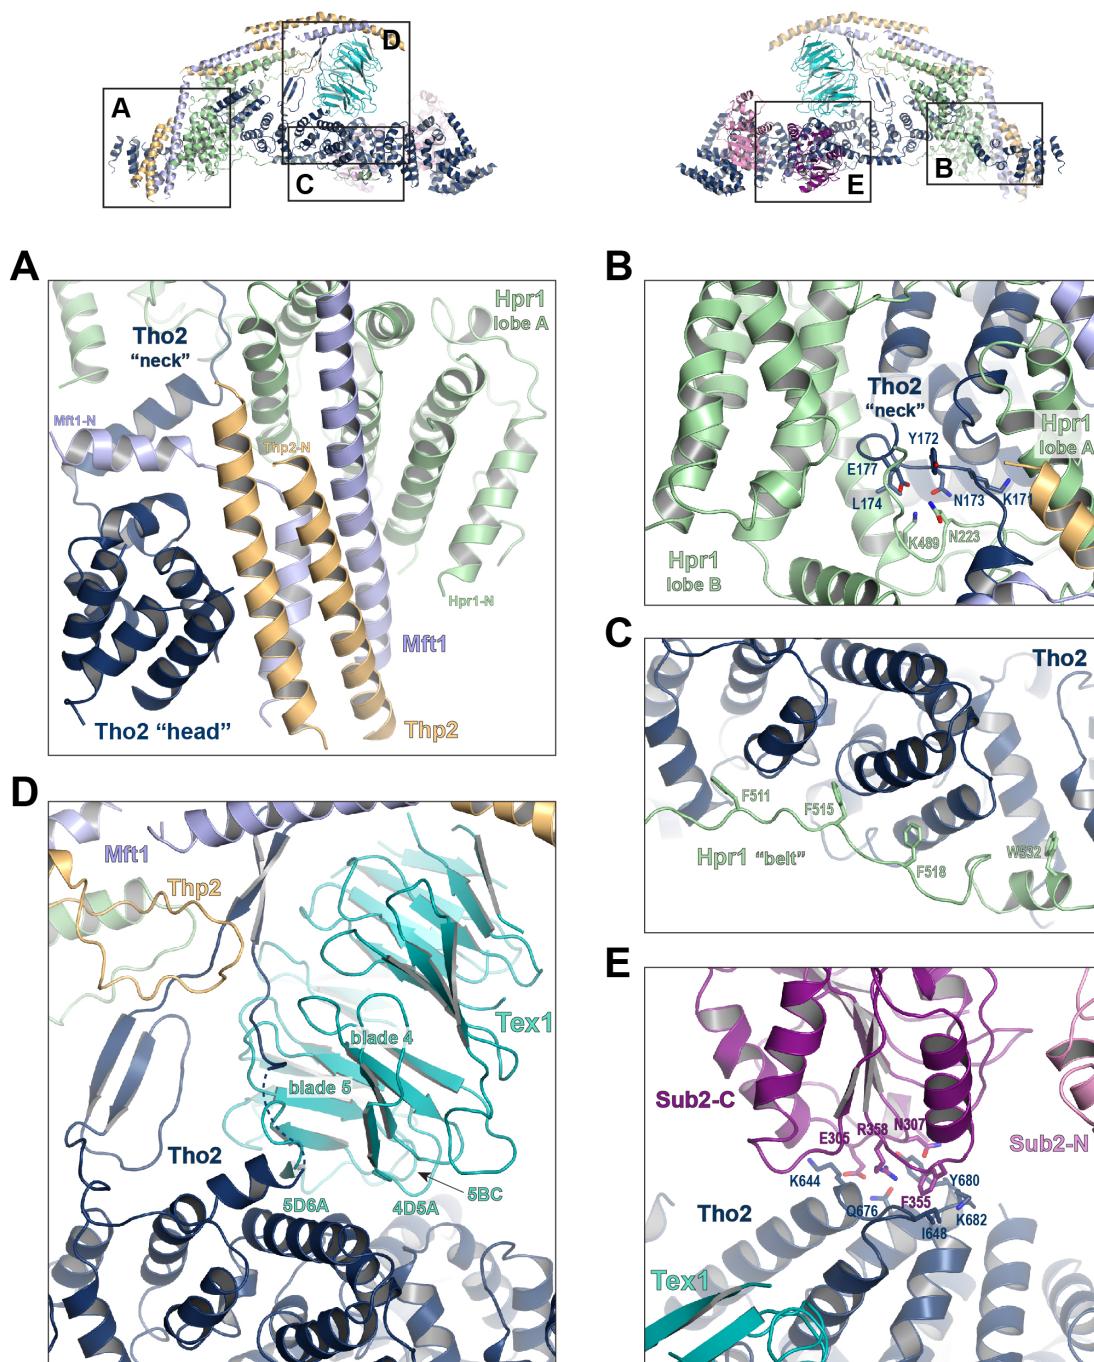 D
A
C
B
E
A
Tho2
"neck"
Hpr1
lobe A
Mft1-N
Thp2-N
Hpr1-N
Mft1
Tho2 "head"
Thp2
B
Tho2
"neck"
Y172
Hpr1
lobe A
E177
L174
N173
K171
K489
N223
Hpr1
lobe B
C
Tho2
F511
F515
Hpr1 "belt"
F518
W532
D
Mft1
Thp2
Tex1
blade 4
blade 5
Tho2
5BC
5D6A
4D5A
E
Sub2-C
N307
R358
E305
Sub2-N
K644
Y680
F355
Q676
K682
Tho2
I648
Tex1